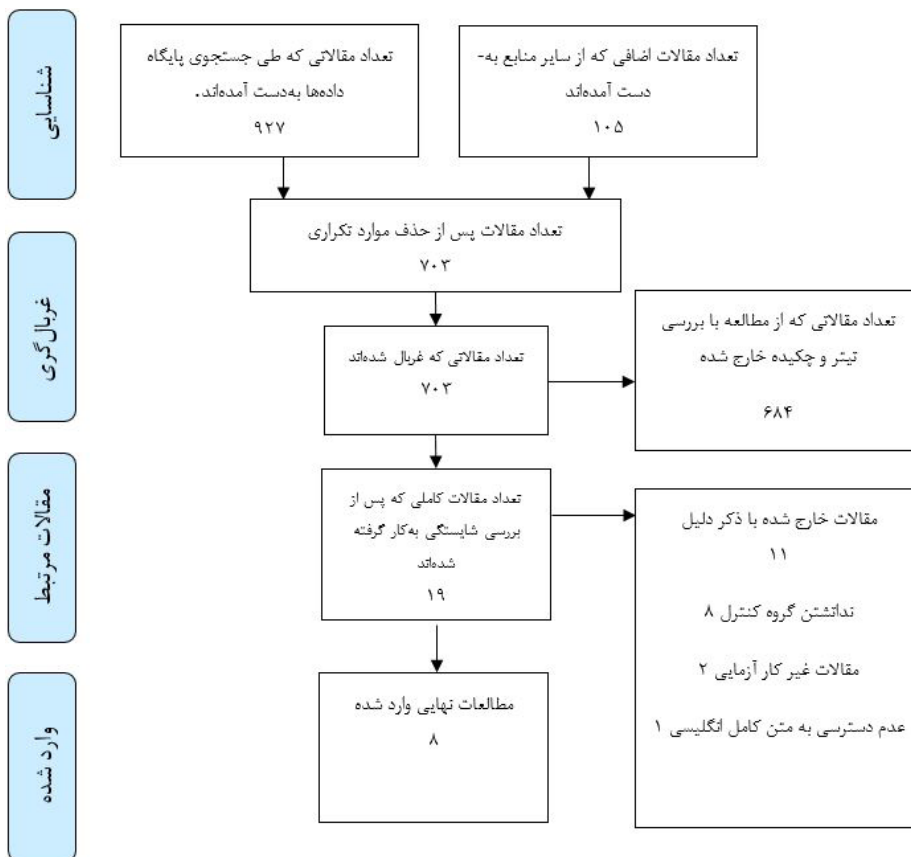 شناسایی
تعداد مقالاتی که طی جستجوی پایگاه
داده‌ها به‌دست آمده‌اند.
۹۲۷
تعداد مقالات اضافی که از سایر منابع به-
دست آمده‌اند
۱۰۵
تعداد مقالات پس از حذف موارد تکراری
۷۰۳
غربال‌گری
تعداد مقالاتی که غربال شده‌اند
۷۰۳
تعداد مقالاتی که از مطالعه با بررسی
تیتر و چکیده خارج شده
۶۸۴
مقالات مرتبط
تعداد مقالات کاملی که پس از
بررسی شایستگی به‌کار گرفته
شده‌اند
۱۹
مقالات خارج شده با ذکر دلیل
۱۱
نداتشتن گروه کنترل ۸
مقالات غیر کار آزمایی ۲
عدم دسترسی به متن کامل انگلیسی ۱
وارد شده
مطالعات نهایی وارد شده
۸